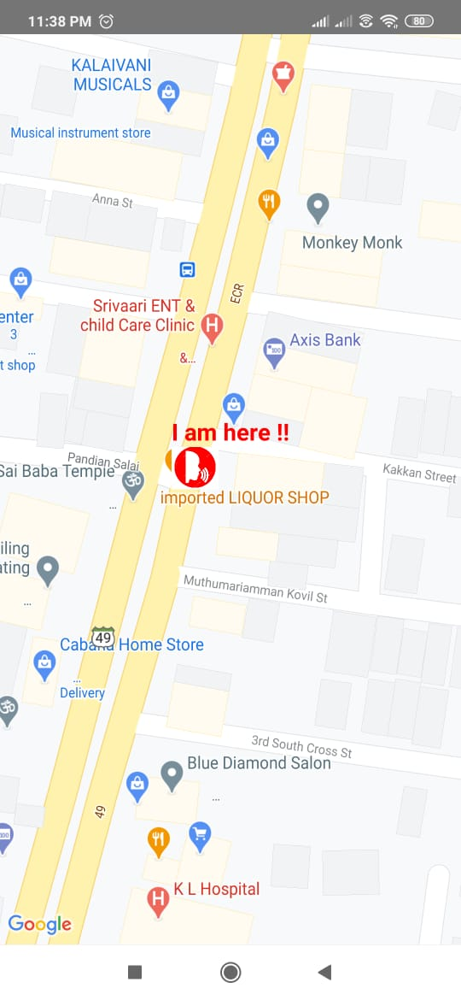 11:38 PM
80
KALAIVANI
MUSICALS
Musical instrument store
Anna St
Monkey Monk
ECR
Srivaari ENT &
child Care Clinic
&...
enter
3
...
t shop
Axis Bank
I am here !!
Pandian Salai
Sai Baba Temple
...
Kakkan Street
imported LIQUOR SHOP
iling
ating
...
Muthumariamman Kovil St
49
Cabana Home Store
...
Delivery
3rd South Cross St
Blue Diamond Salon
...
49
K L Hospital
Google